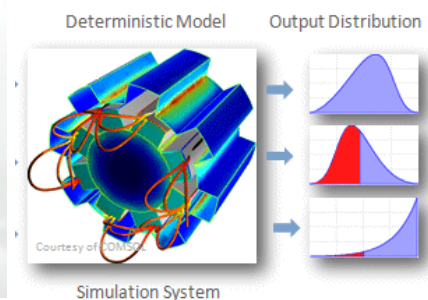 Deterministic Model
Output Distribution
Courtesy of COMSOL
Simulation System